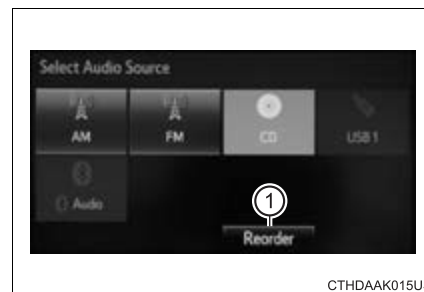 Select Audio Source
AM
FM
CD
USB 1
Audio
1
Reorder
CTHDAAK015U